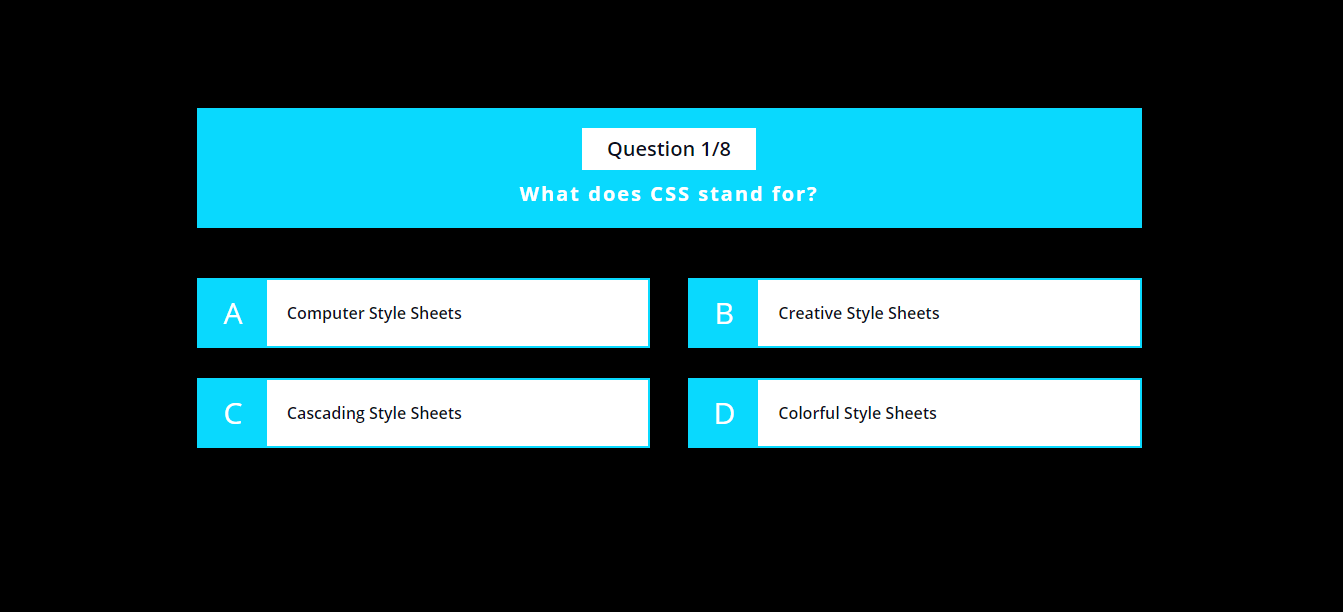 Question 1/8
What does CSS stand for?
A Computer Style Sheets
B Creative Style Sheets
C Cascading Style Sheets
D Colorful Style Sheets